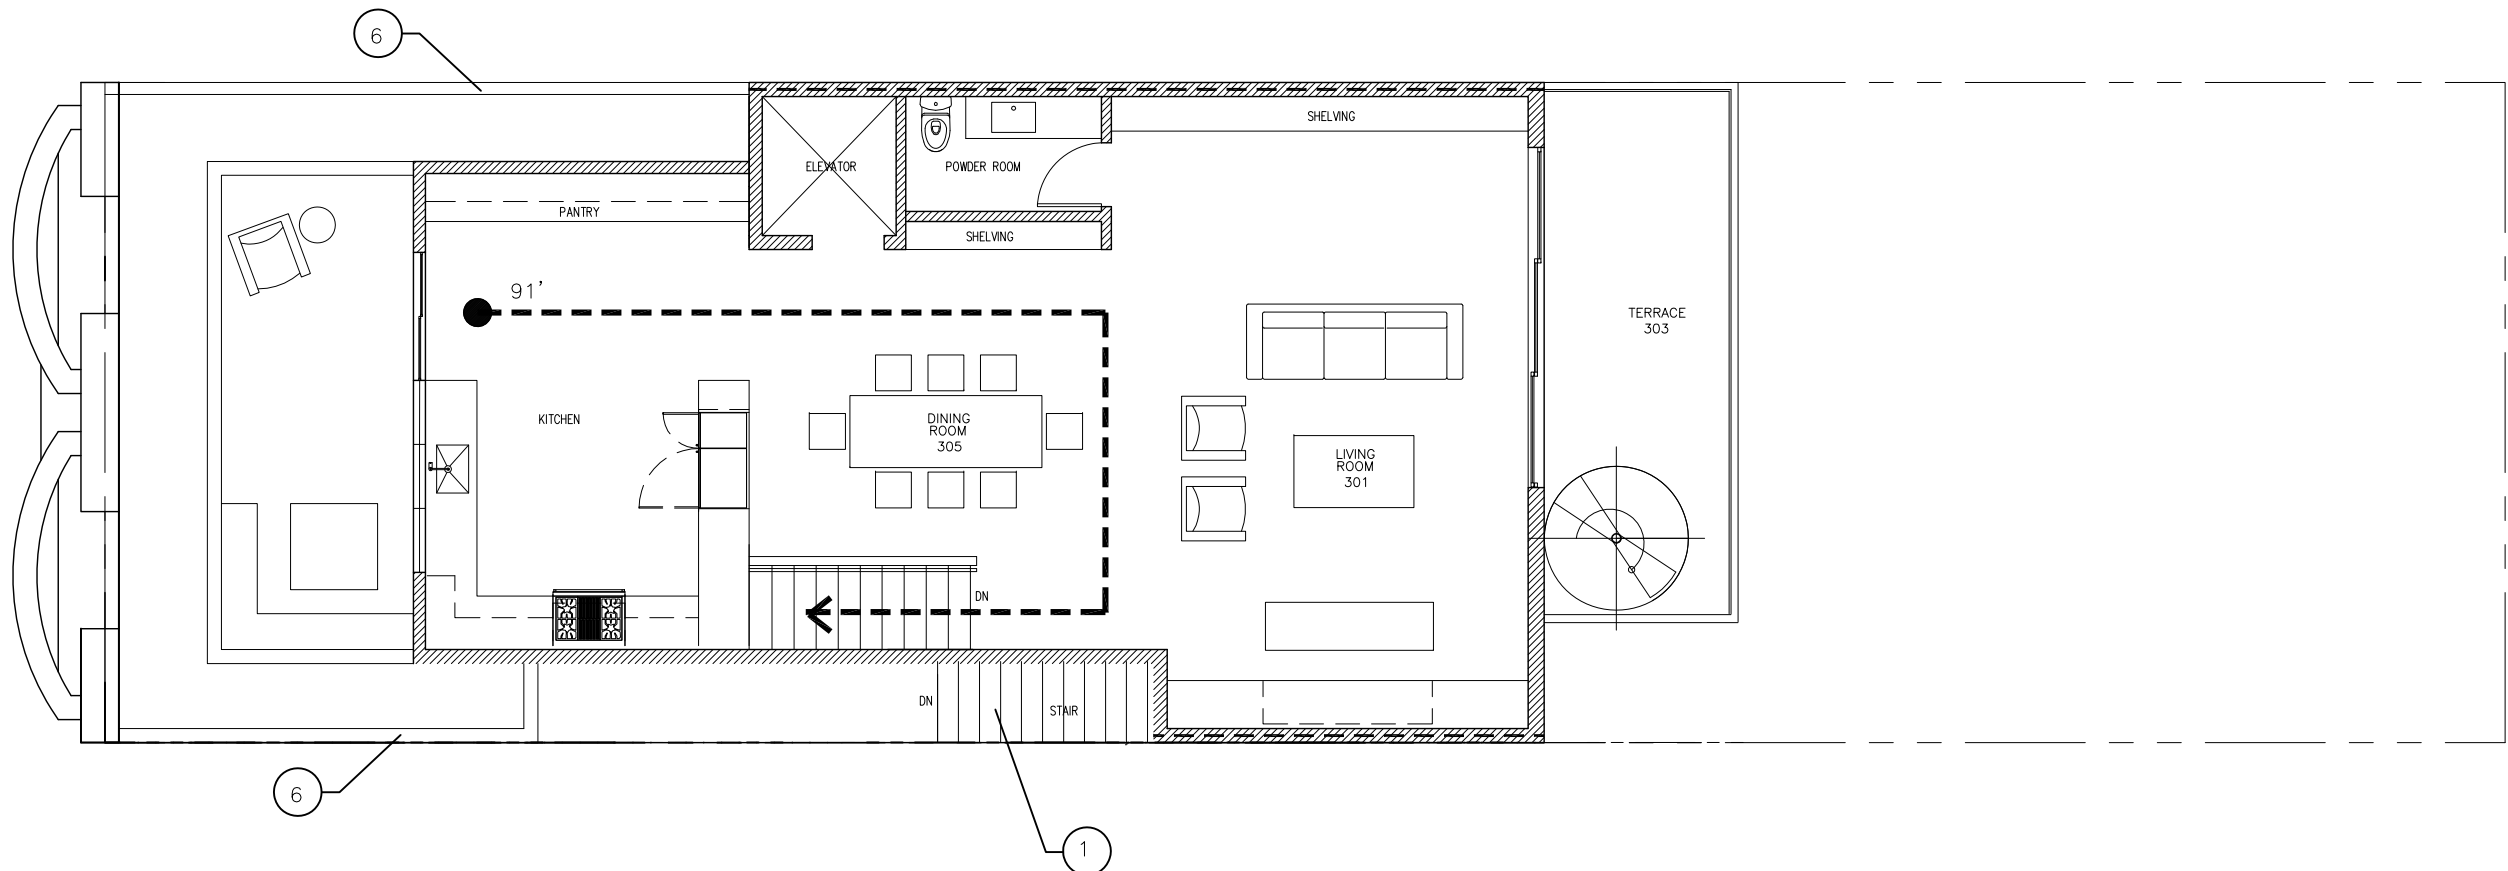 6
SHELVING
ELEVATOR
POWDER ROOM
PANTRY
SHELVING
91'
TERRACE
303
KITCHEN
DINING
ROOM
305
LIVING
ROOM
301
DN
DN
STAIR
6
1